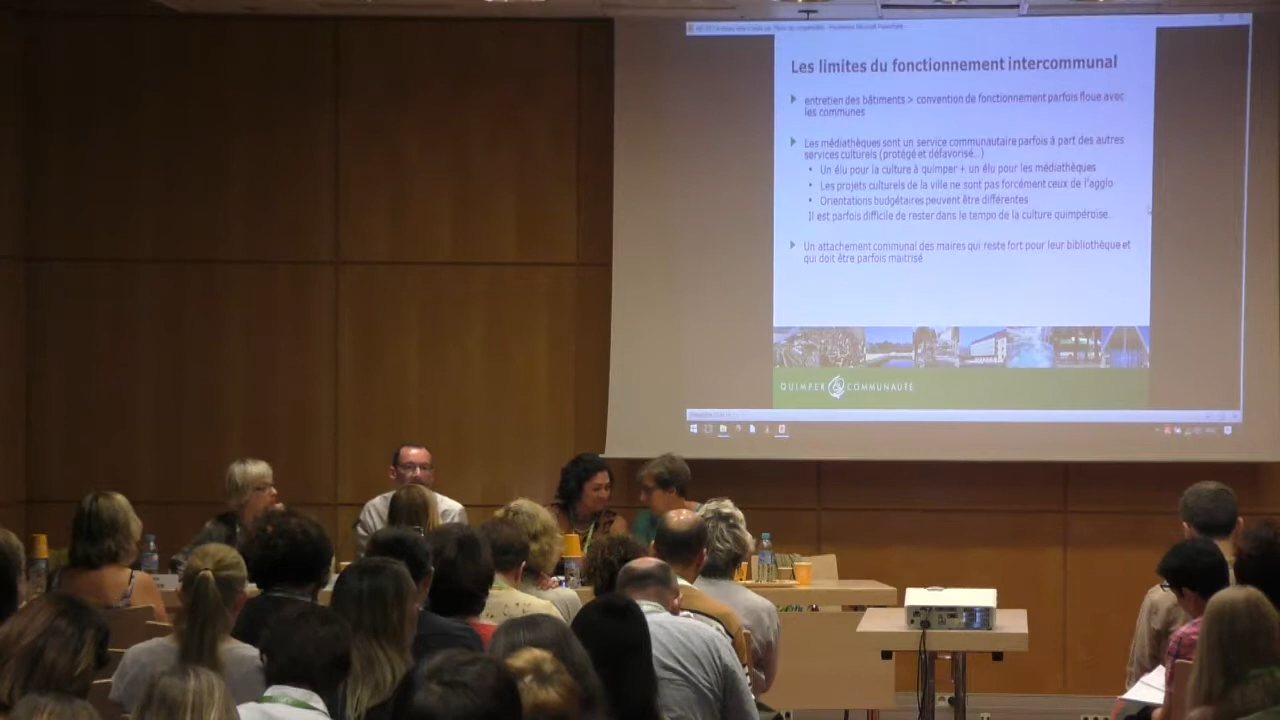 Les limites du fonctionnement intercommunal
entretien des bâtiments > convention de fonctionnement parfois floue avec
les communes
Les médiathèques sont un service communautaire parfois à part des autres
services culturels (protégé et défavorisé...)
• Un élu pour la culture à quimper + un élu pour les médiathèques
• Les projets culturels de la ville ne sont pas forcément ceux de l'agglo
• Orientations budgétaires peuvent être différentes
Il est parfois difficile de rester dans le tempo de la culture quimpéroise...
Un attachement communal des maires qui reste fort pour leur bibliothèque et
qui doit être parfois maitrisé
QUIMPER COMMUNAUTÉ